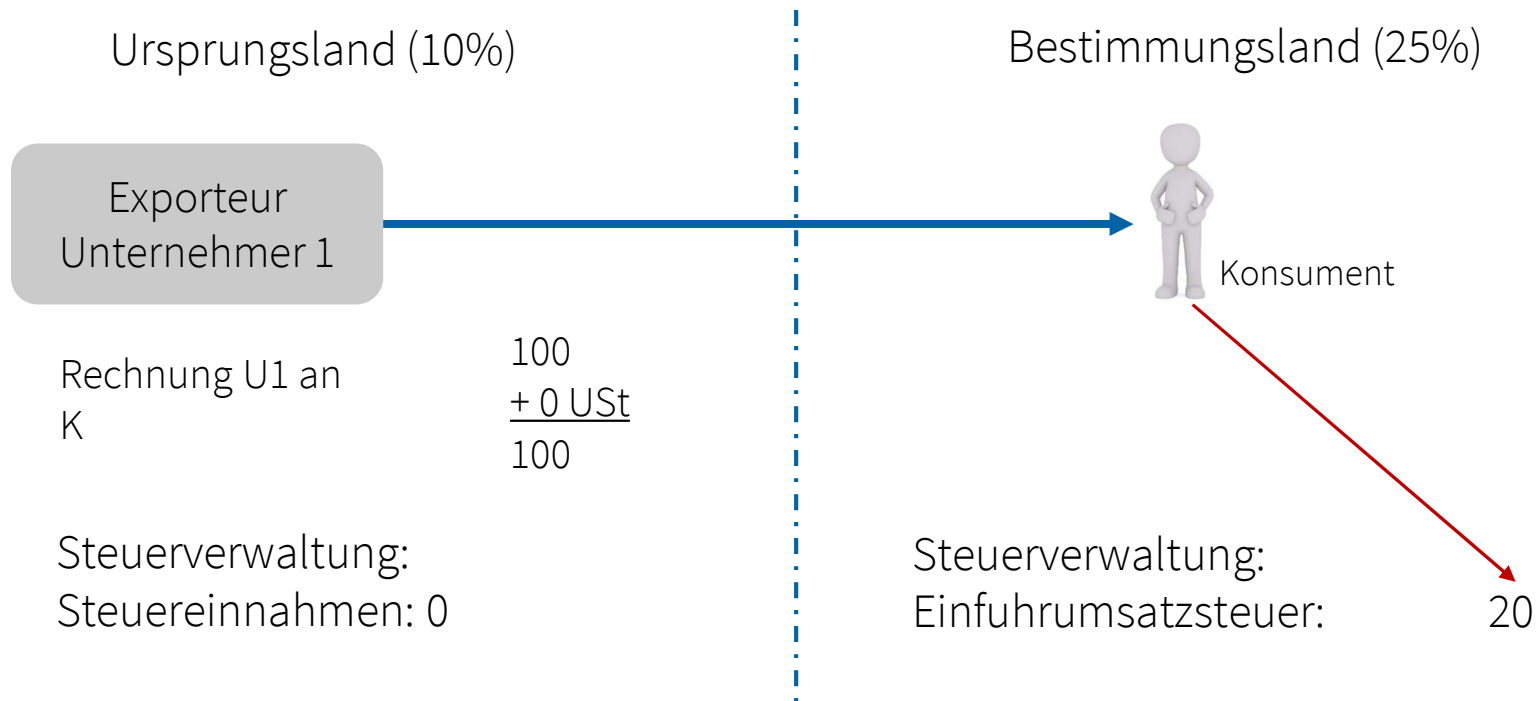 Ursprungsland (10%)
Bestimmungsland (25%)
Exporteur
Unternehmer 1
Konsument
Rechnung U1 an
K
100
+ 0 USt
100
Steuerverwaltung:
Steuereinnahmen: 0
Steuerverwaltung:
Einfuhrumsatzsteuer: 20